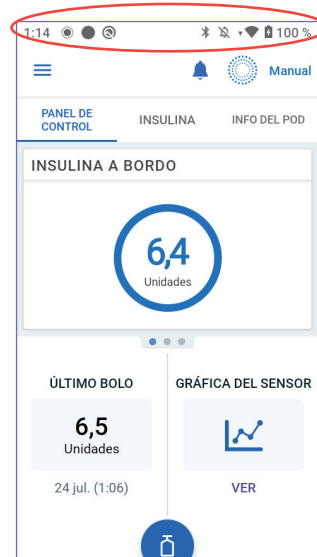 1:14 100 %
Manual
PANEL DE
CONTROL
INSULINA
INFO DEL POD
INSULINA A BORDO
6,4
Unidades
ÚLTIMO BOLO
6,5
Unidades
24 jul. (1:06)
GRÁFICA DEL SENSOR
VER